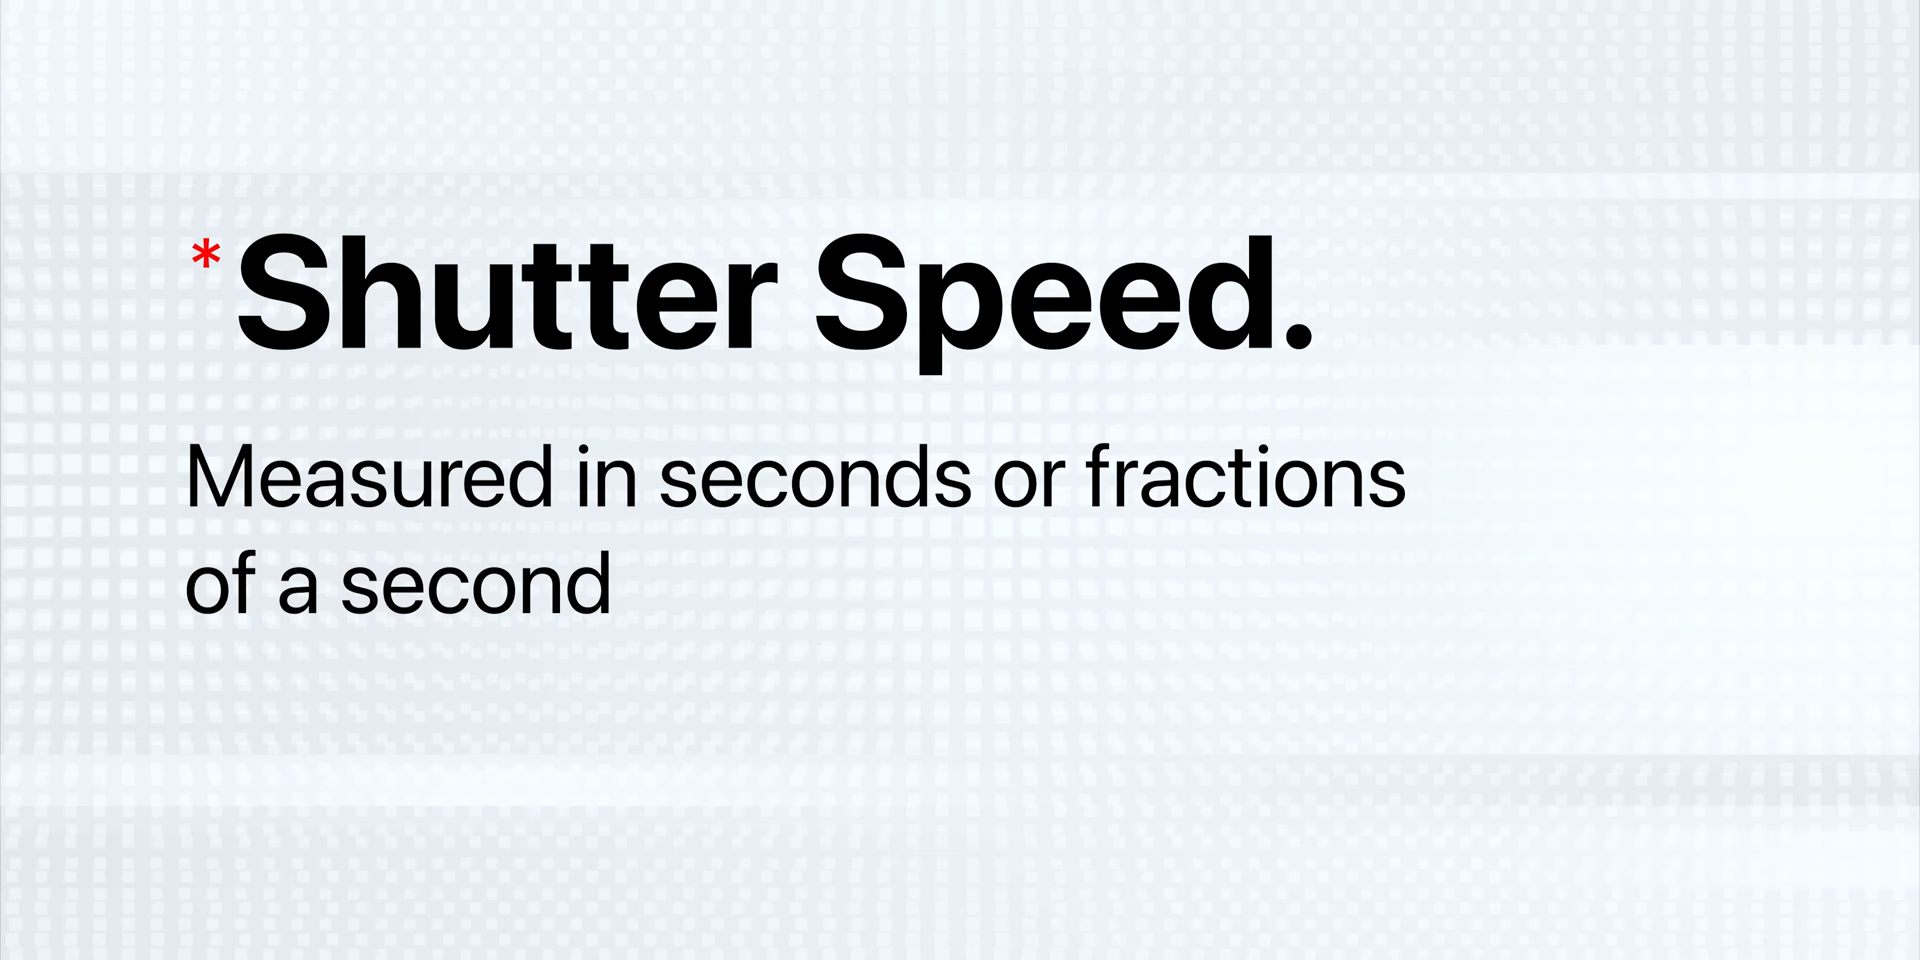 *Shutter Speed.
Measured in seconds or fractions
of a second